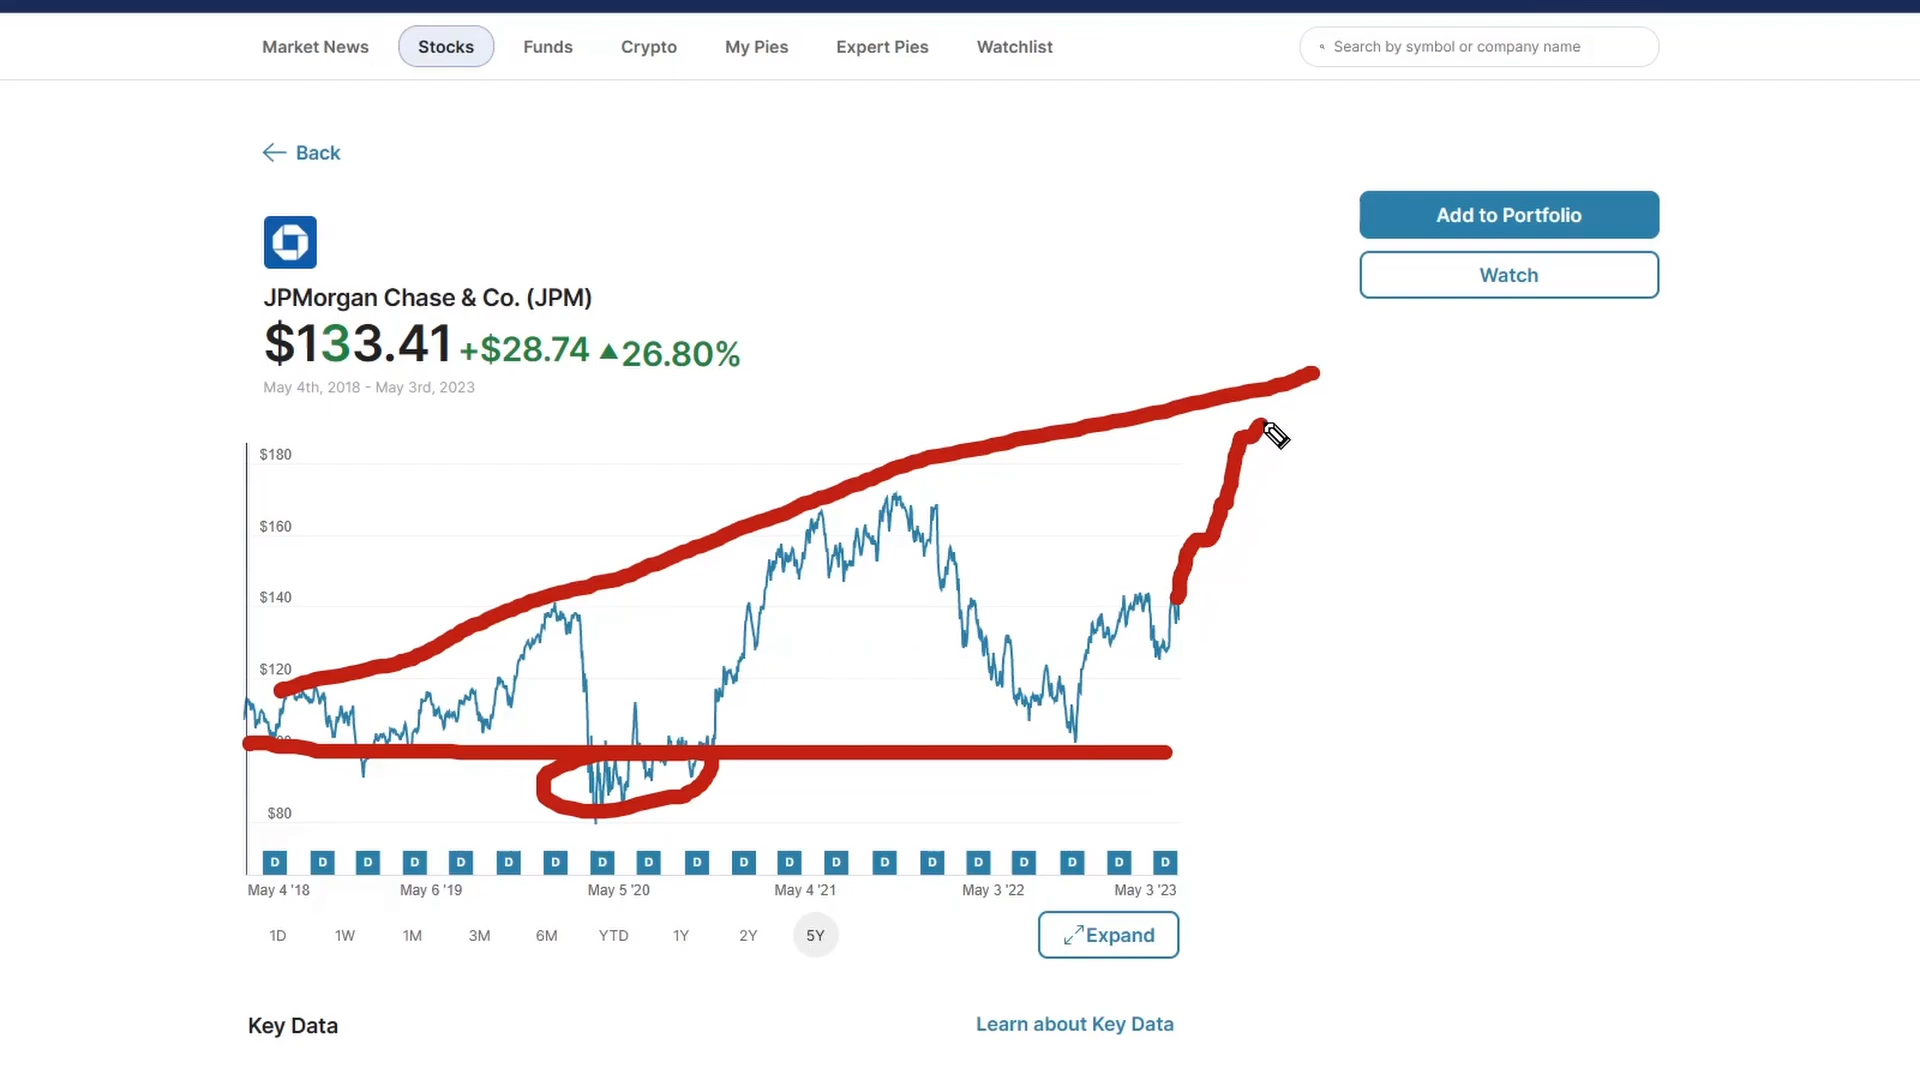 Market News Stocks Funds Crypto My Pies Expert Pies Watchlist Search by symbol or company name
Back
Add to Portfolio
Watch
JPMorgan Chase & Co. (JPM)
$133.41 +$28.74 ▲26.80%
May 4th, 2018 - May 3rd, 2023
$180
$160
$140
$120
$80
D D D D D D D D D D D D D D D D D D D D
May 4 '18 May 6 '19 May 5 '20 May 4 '21 May 3 '22 May 3 '23
1D 1W 1M 3M 6M YTD 1Y 2Y 5Y Expand
Key Data Learn about Key Data